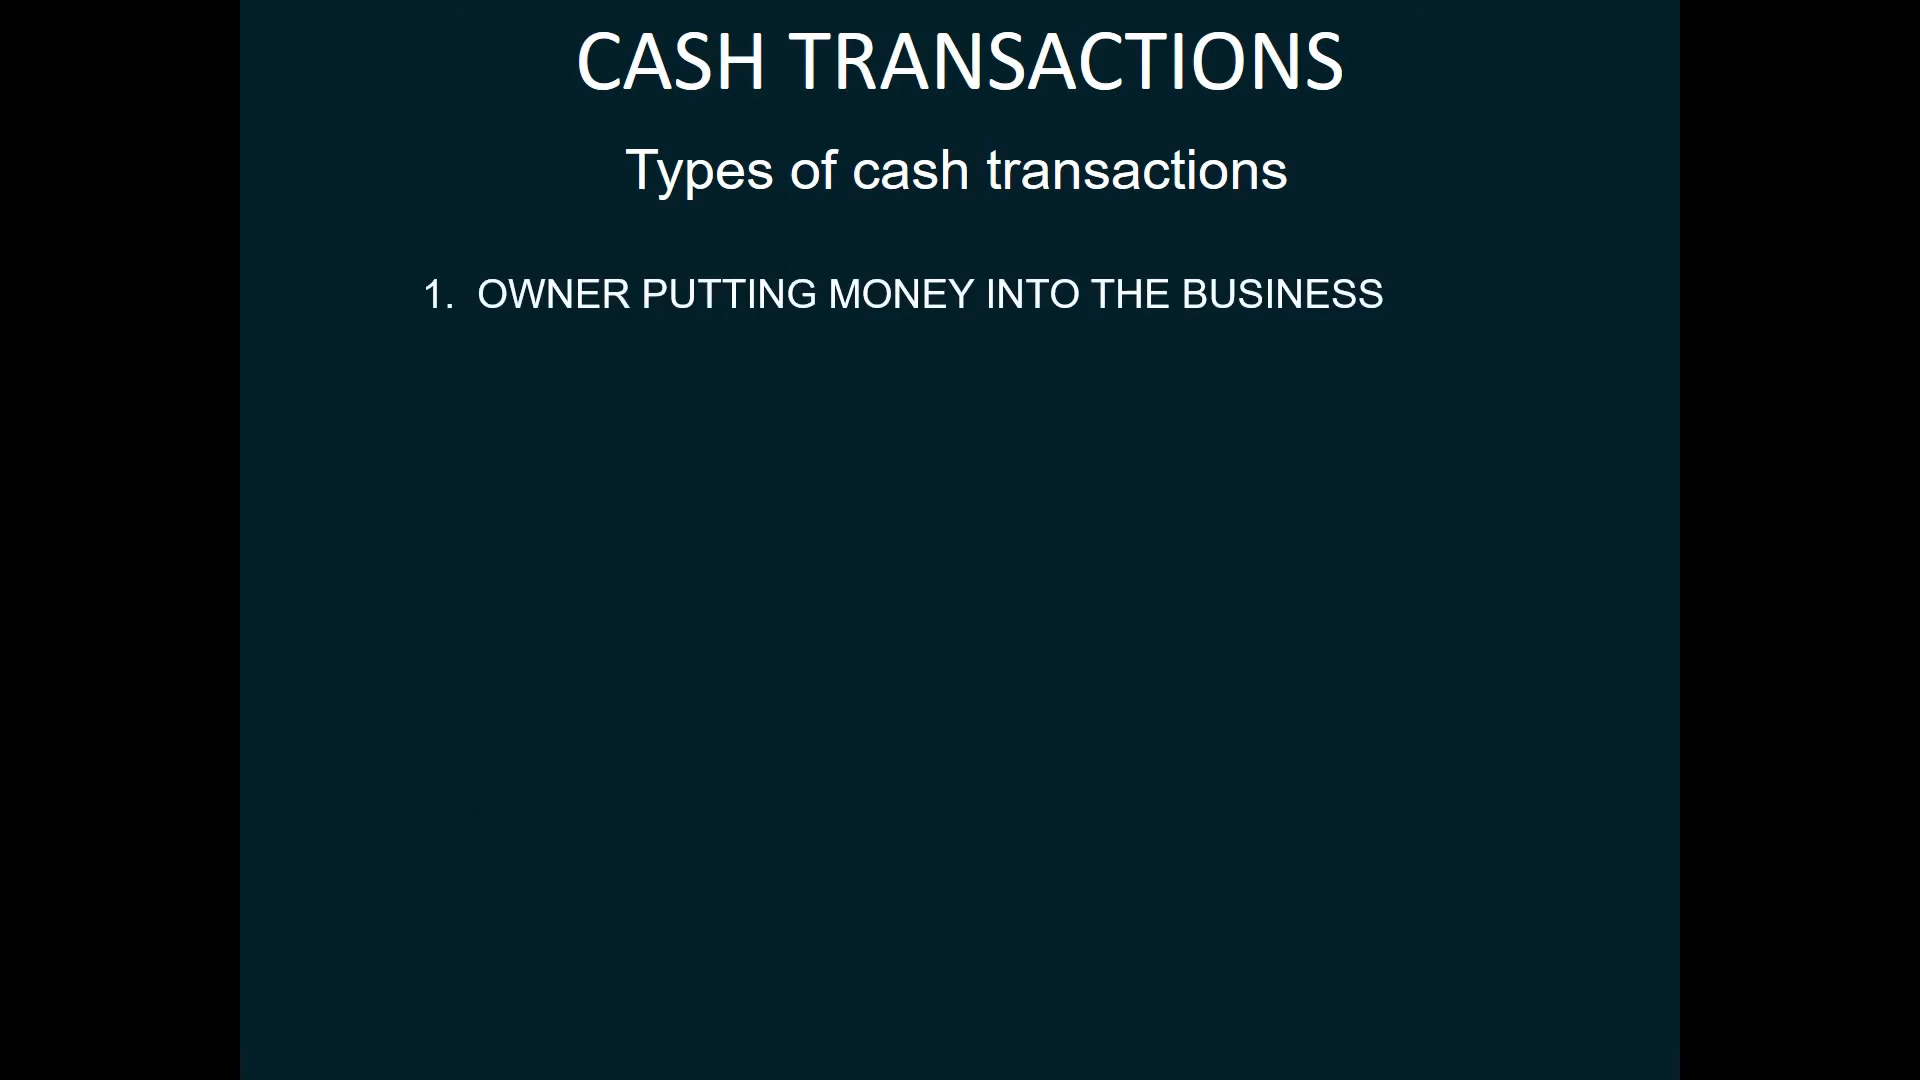 CASH TRANSACTIONS
Types of cash transactions
1. OWNER PUTTING MONEY INTO THE BUSINESS